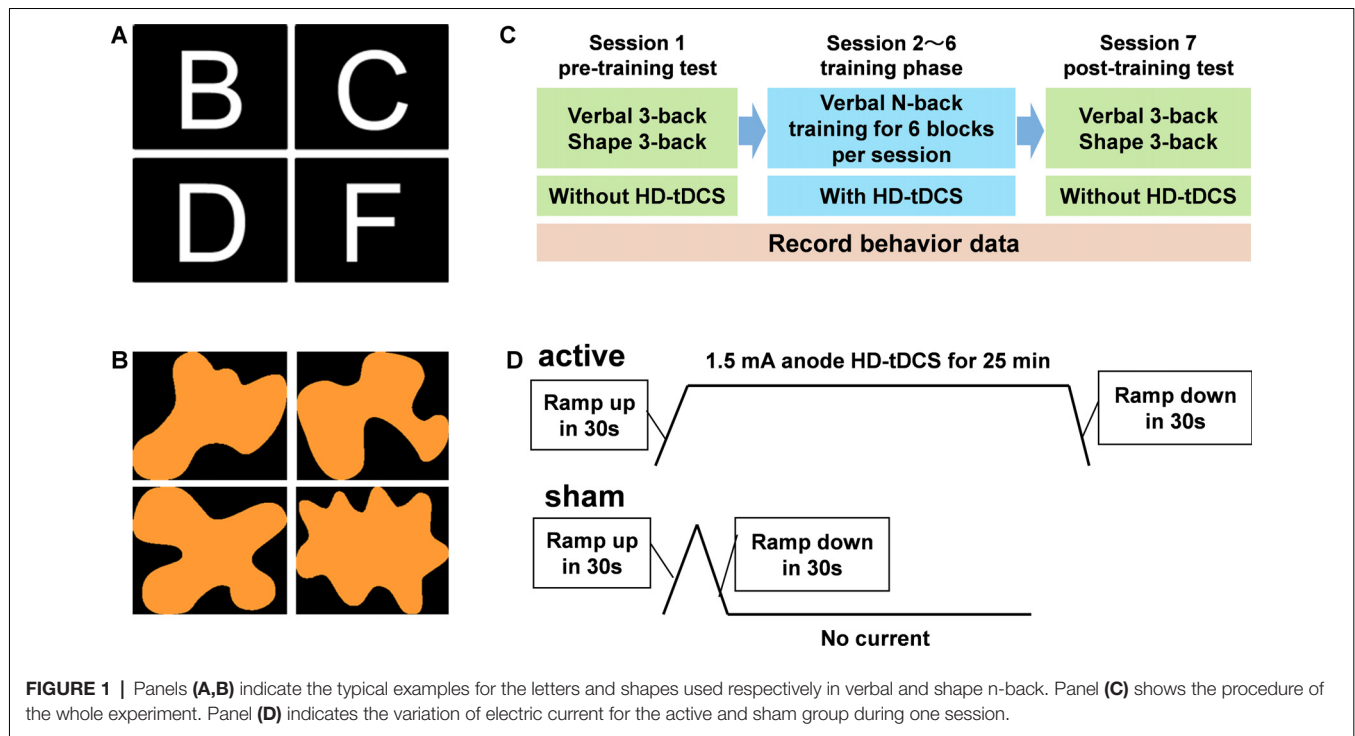 A
B
C
D
F
B
C
Session 1
pre-training test
Session 2～6
training phase
Session 7
post-training test
Verbal 3-back
Shape 3-back
Verbal N-back
training for 6 blocks
per session
Verbal 3-back
Shape 3-back
Without HD-tDCS
With HD-tDCS
Without HD-tDCS
Record behavior data
D
active
1.5 mA anode HD-tDCS for 25 min
Ramp up
in 30s
Ramp down
in 30s
sham
Ramp up
in 30s
Ramp down
in 30s
No current
FIGURE 1 | Panels (A,B) indicate the typical examples for the letters and shapes used respectively in verbal and shape n-back. Panel (C) shows the procedure of
the whole experiment. Panel (D) indicates the variation of electric current for the active and sham group during one session.